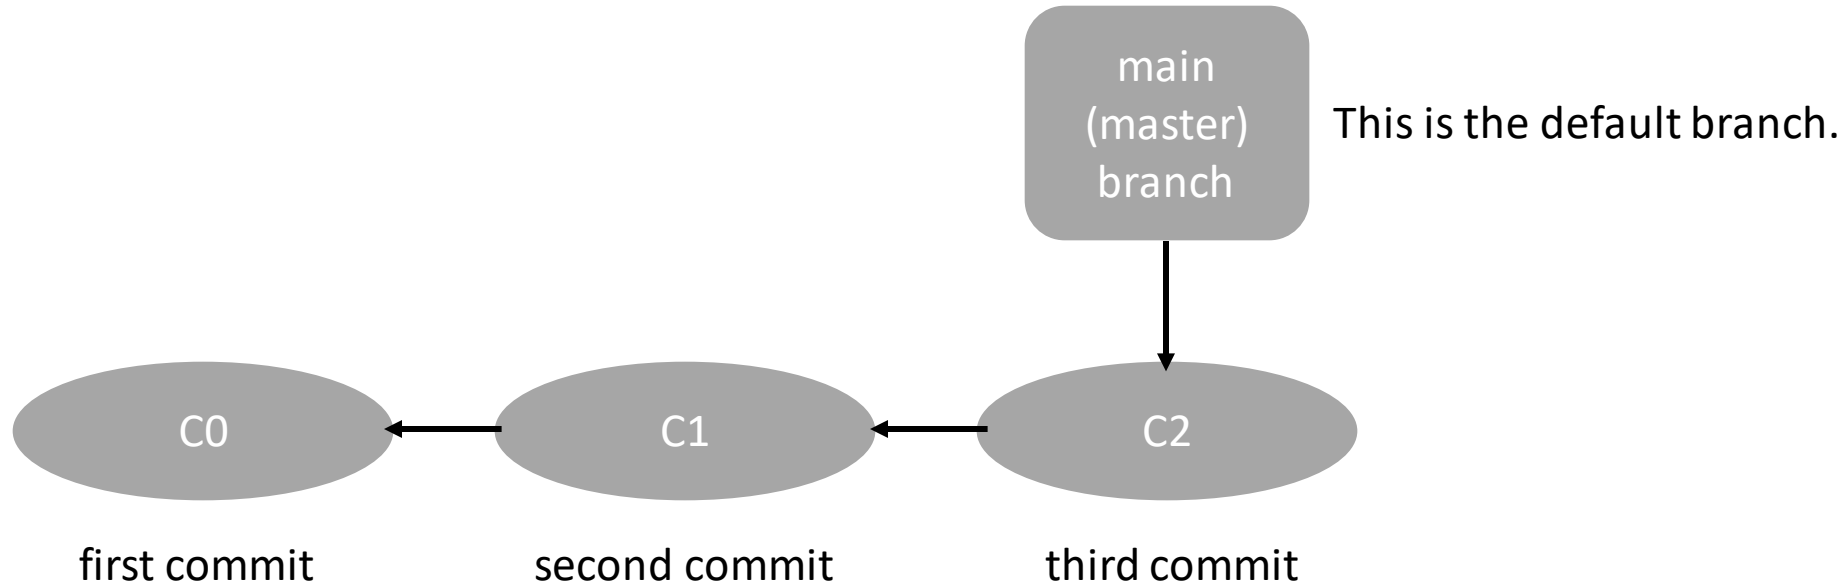 main
(master)
branch
This is the default branch.
C0
C1
C2
first commit
second commit
third commit